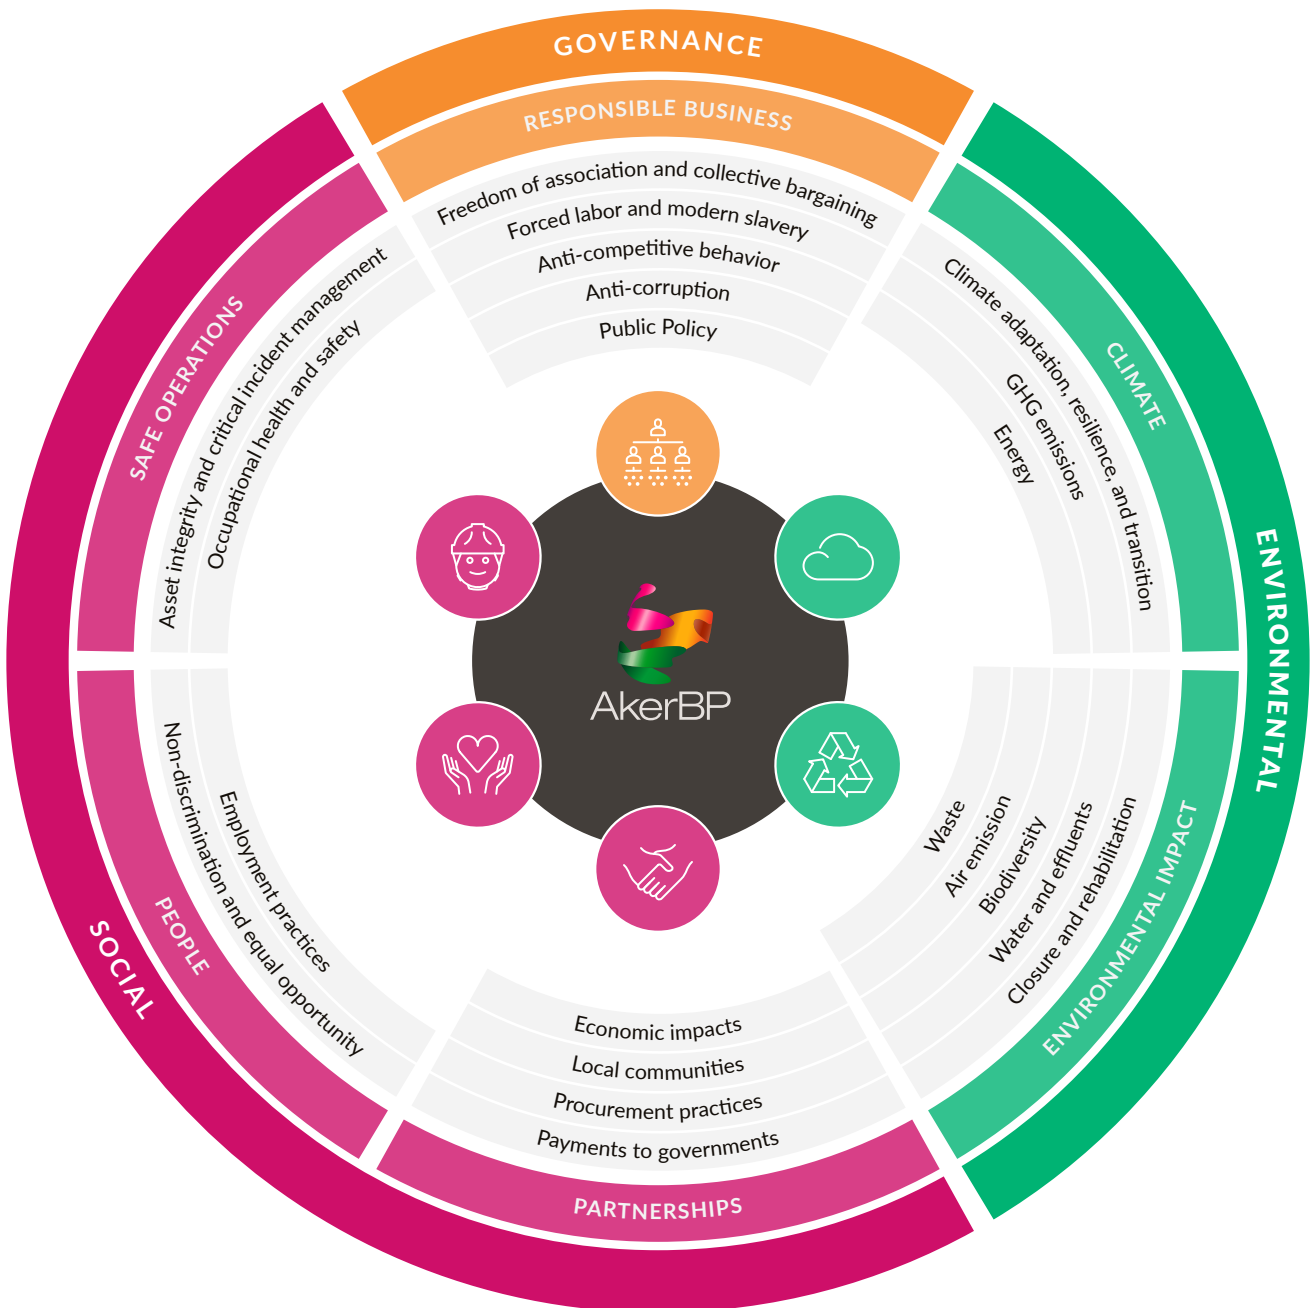 GOVERNANCE
RESPONSIBLE BUSINESS
Freedom of association and collective bargaining
Forced labor and modern slavery
Anti-competitive behavior
Anti-corruption
Public Policy
ENVIRONMENTAL
CLIMATE
Climate adaptation, resilience, and transition
GHG emissions
Energy
ENVIRONMENTAL IMPACT
Waste
Air emission
Biodiversity
Water and effluents
Closure and rehabilitation
SOCIAL
PARTNERSHIPS
Economic impacts
Local communities
Procurement practices
Payments to governments
PEOPLE
Employment practices
Non-discrimination and equal opportunity
SAFE OPERATIONS
Asset integrity and critical incident management
Occupational health and safety
AkerBP